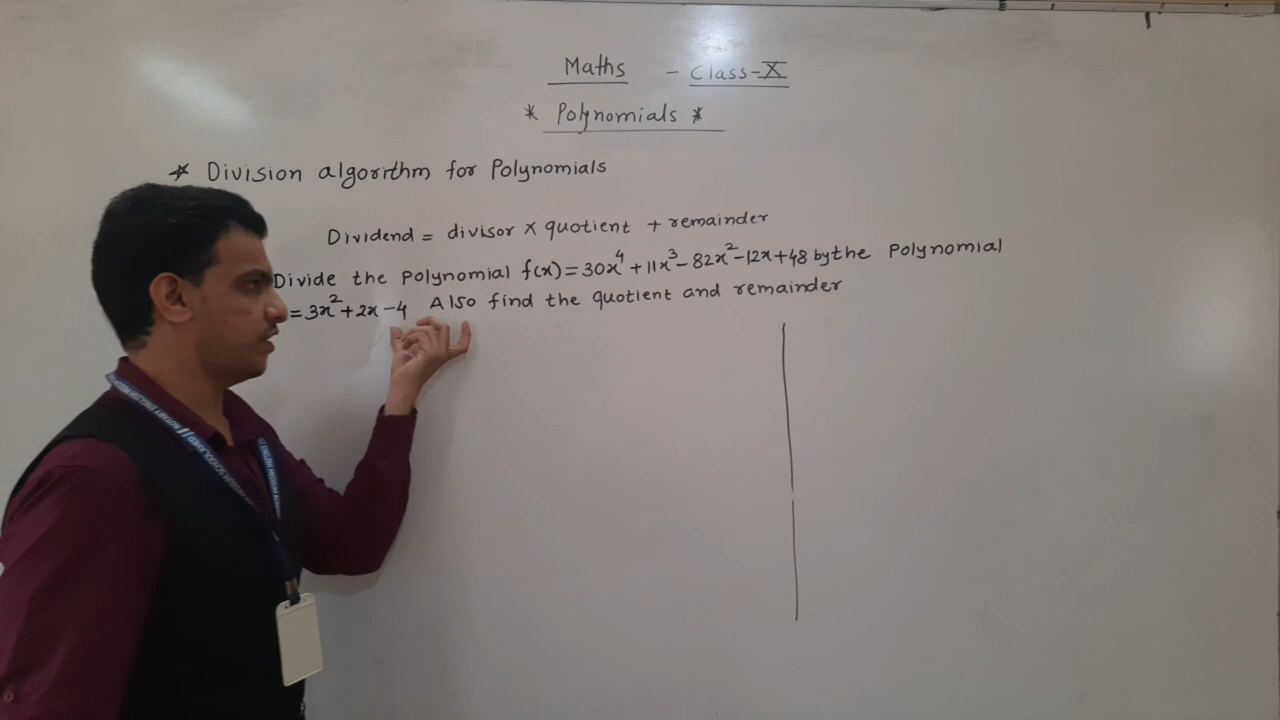 Maths - Class-X
* Polynomials *
* Division algorithm for Polynomials
Dividend = divisor × quotient + remainder
Divide the polynomial f(x) = 30x⁴ + 11x³ - 82x² - 12x + 48 by the polynomial
= 3x² + 2x - 4 Also find the quotient and remainder